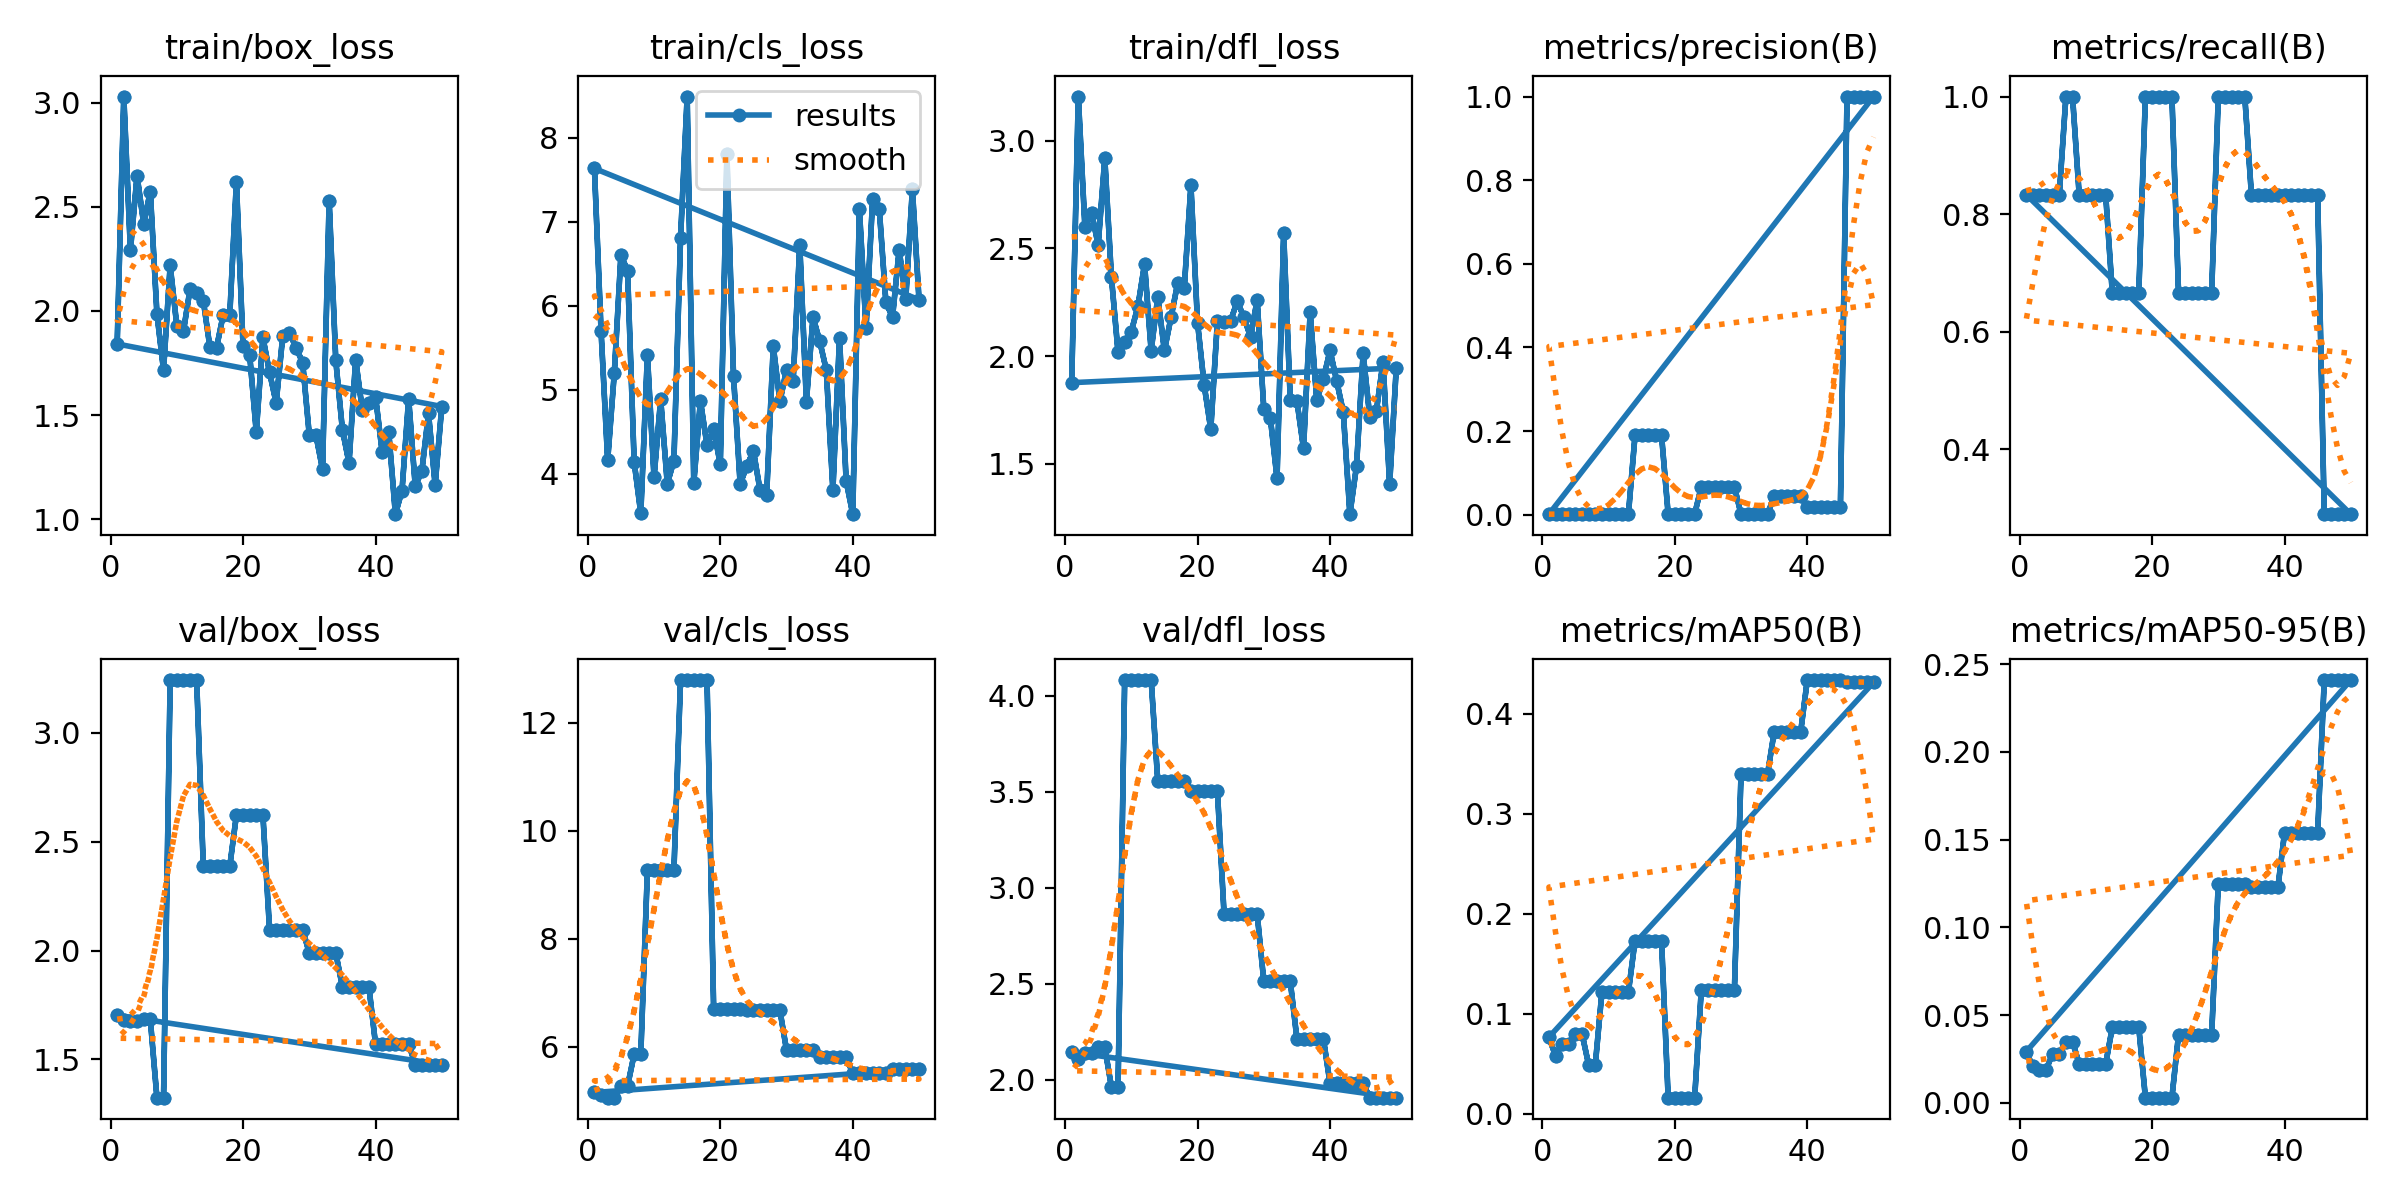 train/box_loss
train/cls_loss
train/dfl_loss
metrics/precision(B)
metrics/recall(B)
3.0
2.5
2.0
1.5
1.0
0 20 40
8
7
6
5
4
0 20 40
results
smooth
3.0
2.5
2.0
1.5
0 20 40
1.0
0.8
0.6
0.4
0.2
0.0
0 20 40
1.0
0.8
0.6
0.4
0 20 40
val/box_loss
val/cls_loss
val/dfl_loss
metrics/mAP50(B)
metrics/mAP50-95(B)
3.0
2.5
2.0
1.5
0 20 40
12
10
8
6
0 20 40
4.0
3.5
3.0
2.5
2.0
0 20 40
0.4
0.3
0.2
0.1
0.0
0 20 40
0.25
0.20
0.15
0.10
0.05
0.00
0 20 40